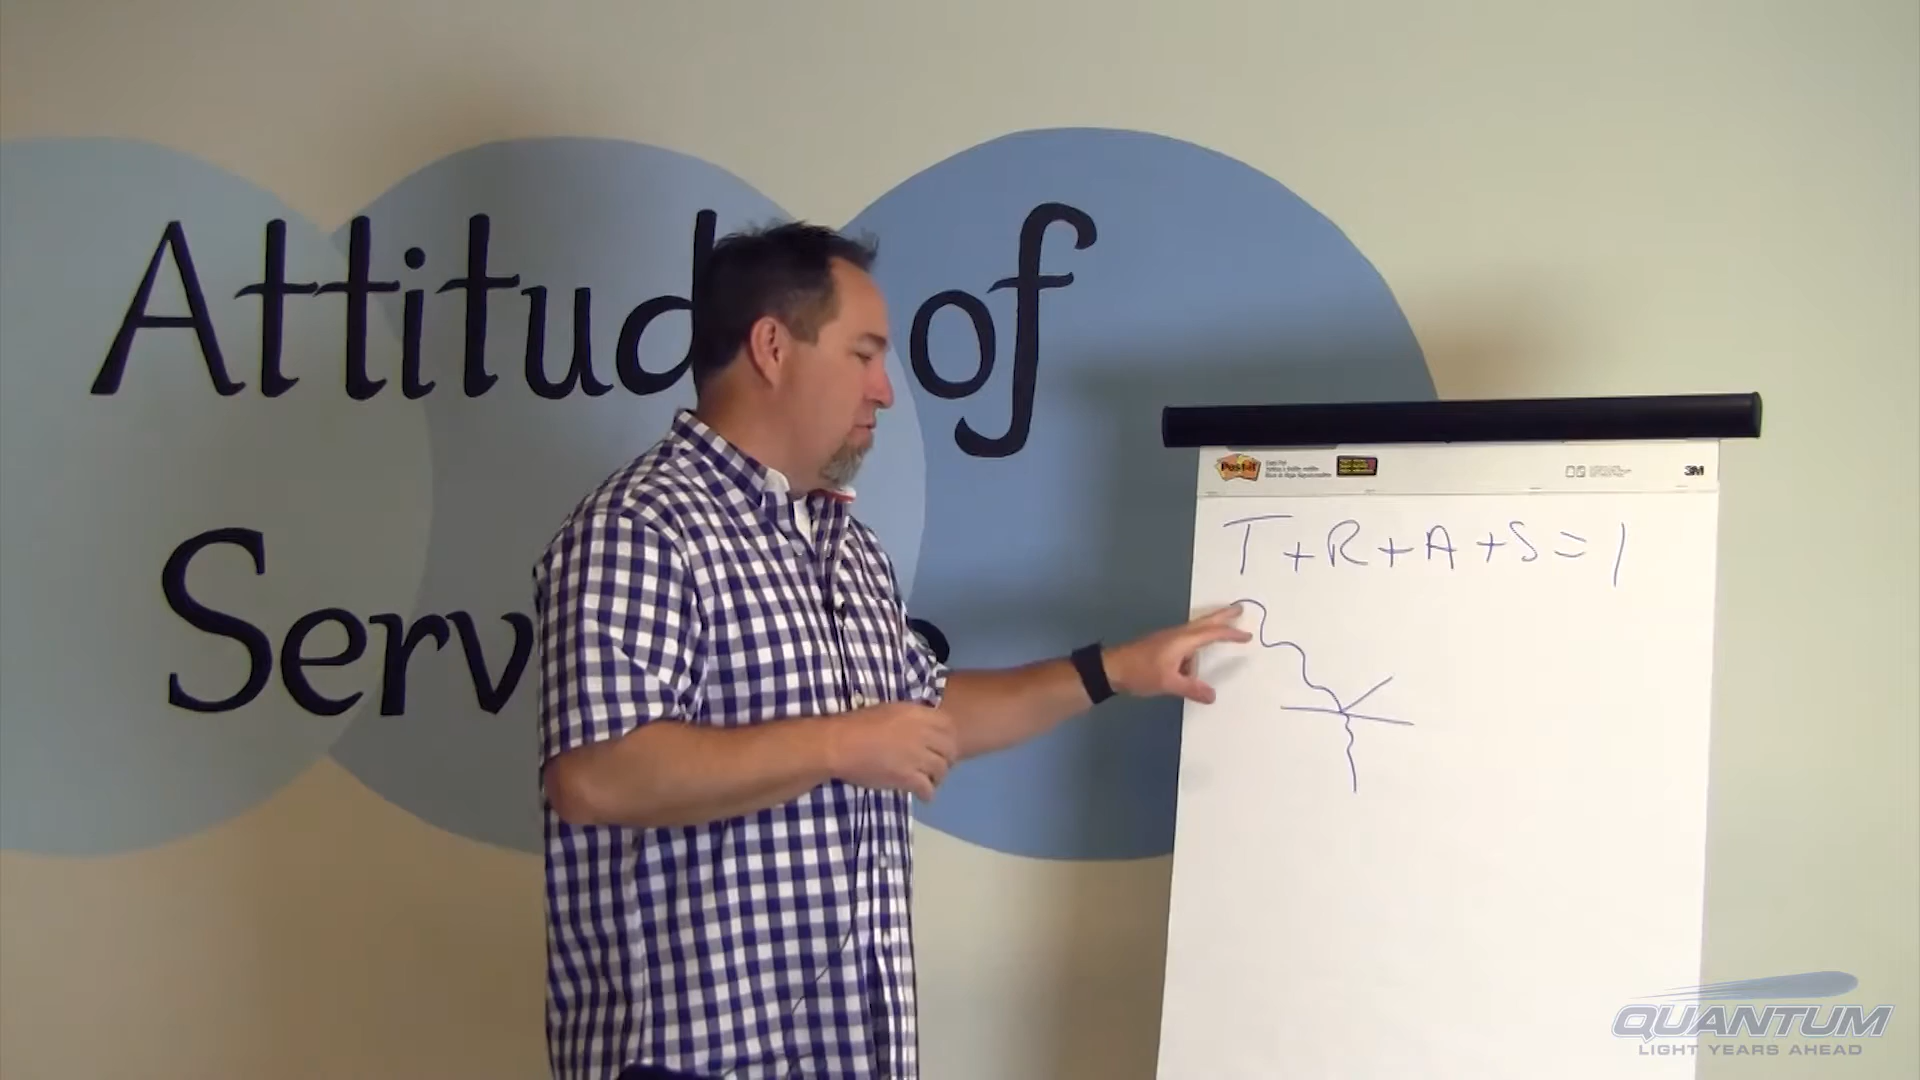 Attitud of
Serv
Post-it
3M
T+R+A+S=1
QUANTUM
LIGHT YEARS AHEAD